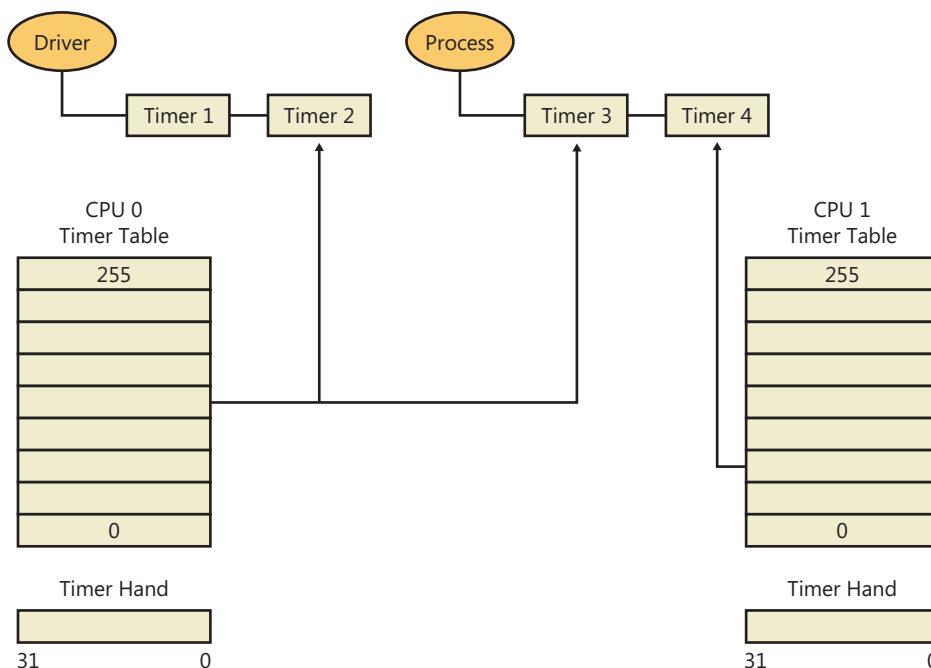 Driver
Process
Timer 1
Timer 2
Timer 3
Timer 4
CPU 0
Timer Table
255
0
Timer Hand
31 0
CPU 1
Timer Table
255
0
Timer Hand
31 0